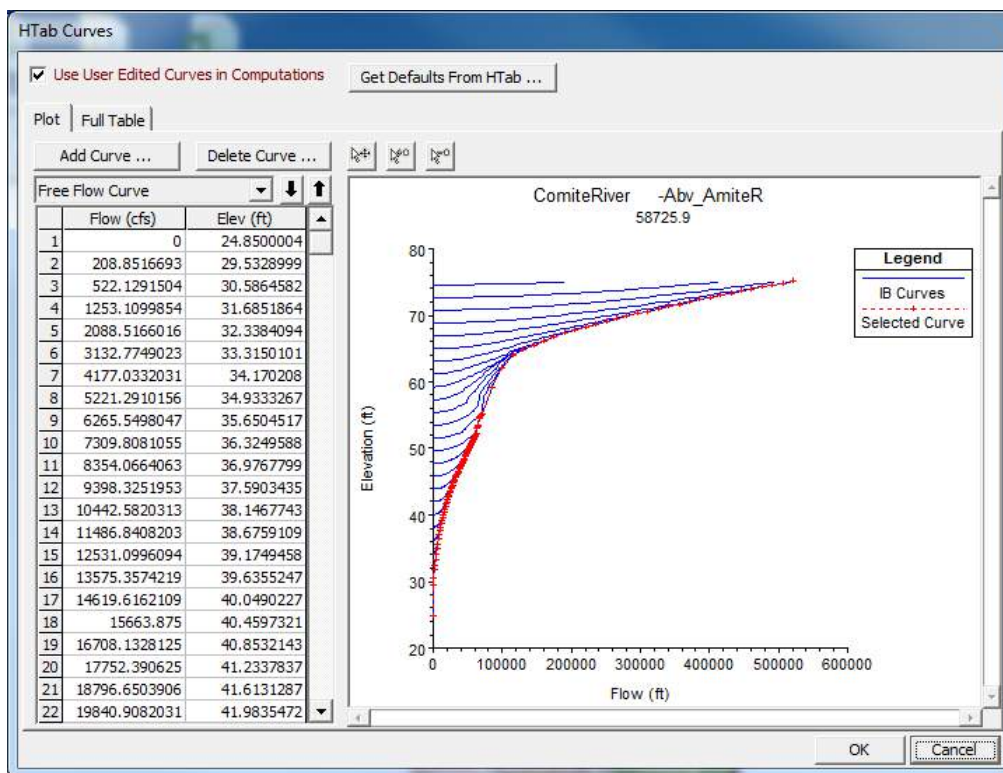 HTab Curves
Use User Edited Curves in Computations
Get Defaults From HTab ...
Plot
Full Table
Add Curve ...
Delete Curve ...
Free Flow Curve
Flow (cfs) Elev (ft)
1 0 24.8500004
2 208.8516693 29.5328999
3 522.1291504 30.5864582
4 1253.1099854 31.6851864
5 2088.5166016 32.3384094
6 3132.7749023 33.3150101
7 4177.0332031 34.170208
8 5221.2910156 34.9333267
9 6265.5498047 35.6504517
10 7309.8081055 36.3249588
11 8354.0664063 36.9767799
12 9398.3251953 37.5903435
13 10442.5820313 38.1467743
14 11486.8408203 38.6759109
15 12531.0996094 39.1749458
16 13575.3574219 39.6355247
17 14619.6162109 40.0490227
18 15663.875 40.4597321
19 16708.1328125 40.8532143
20 17752.390625 41.2337837
21 18796.6503906 41.6131287
22 19840.9082031 41.9835472
ComiteRiver -Abv_AmiteR
58725.9
80
70
60
50
40
30
20
Elevation (ft)
0 100000 200000 300000 400000 500000 600000
Flow (ft)
Legend
IB Curves
Selected Curve
OK
Cancel